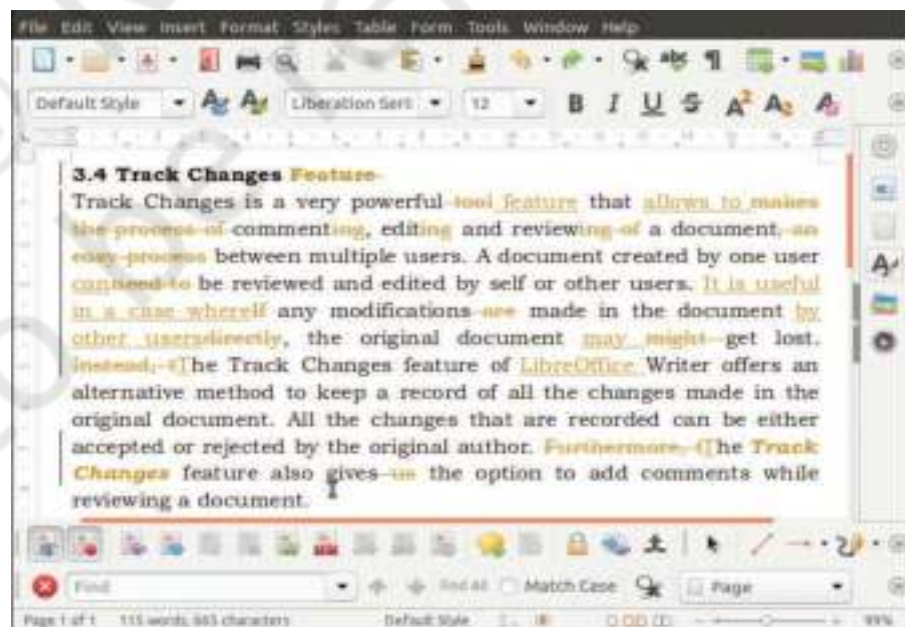 File Edit View Insert Format Styles Table Form Tools Window Help
Default Style Liberation Seri 12
3.4 Track Changes Feature
Track Changes is a very powerful tool feature that allows to makes
the process of commenting, editing and reviewing of a document, an
easy process between multiple users. A document created by one user
canneed to be reviewed and edited by self or other users. It is useful
in a case whereIf any modifications are made in the document by
other usersdirectly, the original document may might get lost.
Instead, tThe Track Changes feature of LibreOffice Writer offers an
alternative method to keep a record of all the changes made in the
original document. All the changes that are recorded can be either
accepted or rejected by the original author. Furthermore, tThe Track
Changes feature also gives us the option to add comments while
reviewing a document.
Find Find All Match Case Page
Page 1 of 1 115 words, 665 characters Default Style 99%